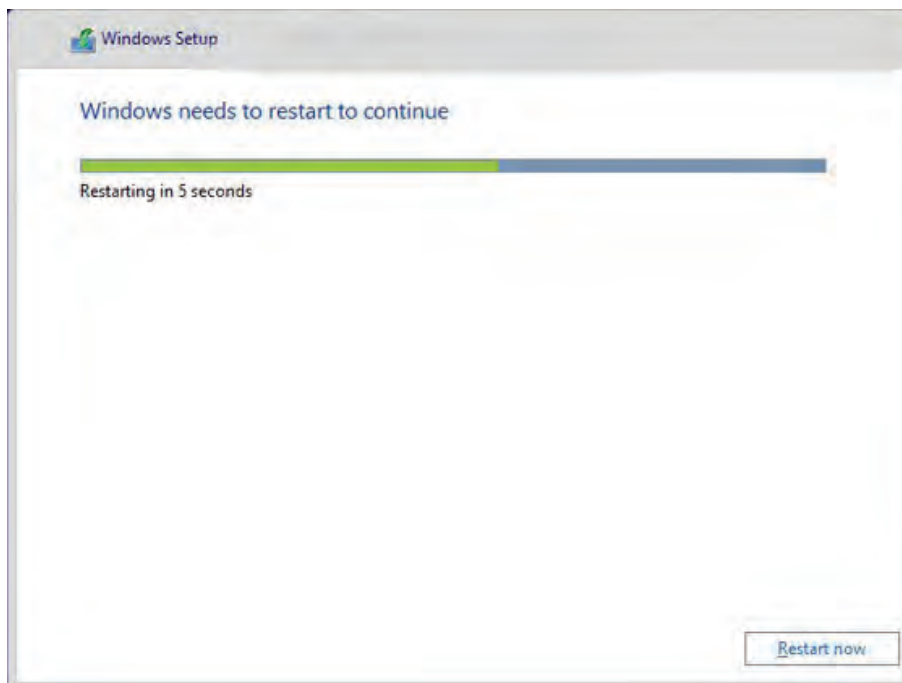 Windows Setup
Windows needs to restart to continue
Restarting in 5 seconds
Restart now